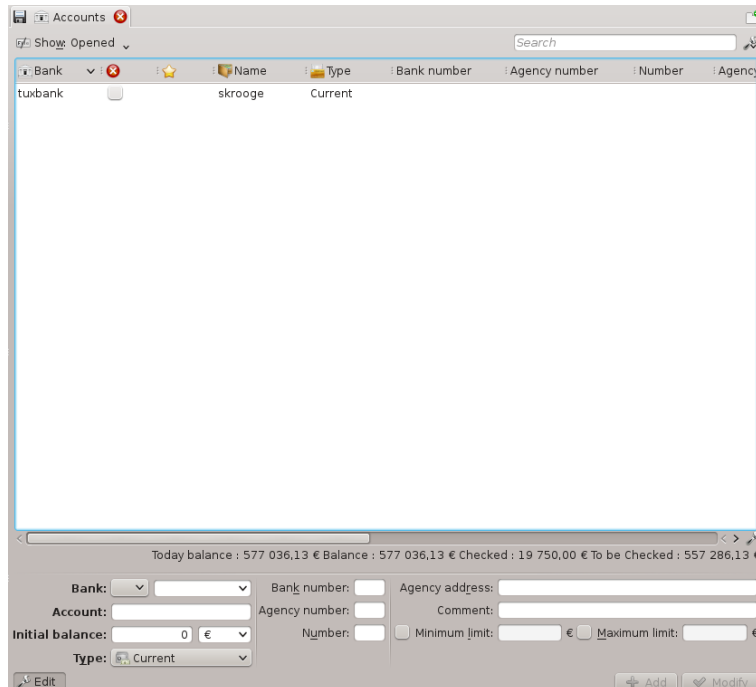 Accounts
Show: Opened Search
Bank Name Type Bank number Agency number Number Agency
tuxbank skrooge Current
Today balance : 577 036,13 € Balance : 577 036,13 € Checked : 19 750,00 € To be Checked : 557 286,13 €
Bank: Bank number: Agency address:
Account: Agency number: Comment:
Initial balance: 0 € Number: Minimum limit: € Maximum limit: €
Type: Current
Edit Add Modify